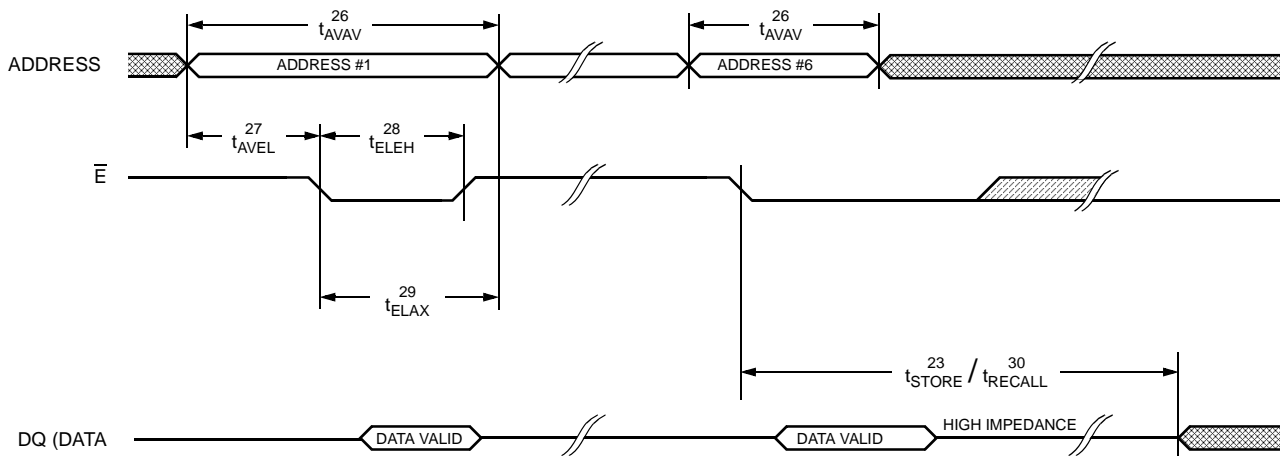 26
tAVAV
26
tAVAV
ADDRESS
ADDRESS #1
ADDRESS #6
27
tAVEL
28
tELEH
E
29
tELAX
23
tSTORE / tRECALL
30
DQ (DATA
DATA VALID
DATA VALID
HIGH IMPEDANCE